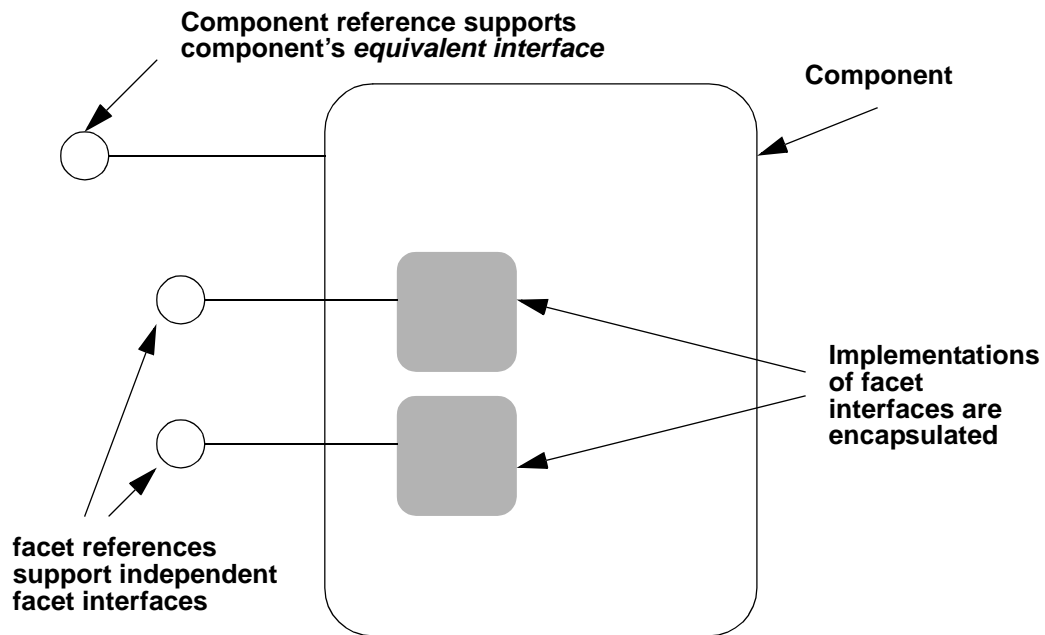 Component reference supports
component’s equivalent interface
Component
Implementations
of facet
interfaces are
encapsulated
facet references
support independent
facet interfaces